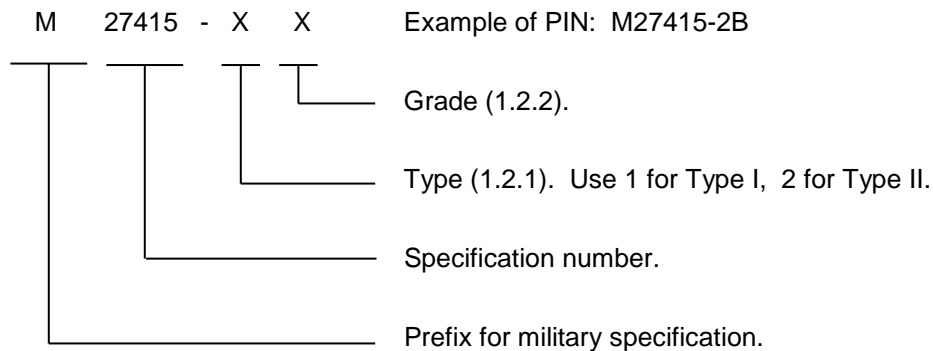 M 27415 - X X Example of PIN: M27415-2B
Grade (1.2.2).
Type (1.2.1). Use 1 for Type I, 2 for Type II.
Specification number.
Prefix for military specification.